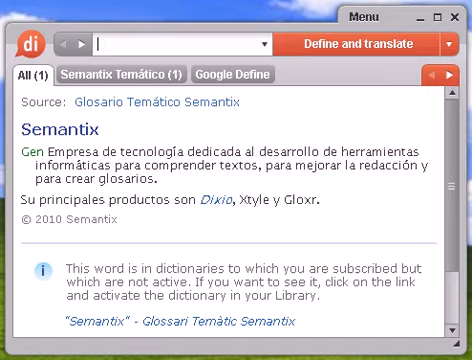 Menu
di
Define and translate
All (1)
Semantix Temático (1)
Google Define
Source: Glosario Temático Semantix
Semantix
Gen Empresa de tecnología dedicada al desarrollo de herramientas
informáticas para comprender textos, para mejorar la redacción y
para crear glosarios.
Su principales producto son Dixio, Xtyle y Gloxr.
© 2010 Semantix
This word is in dictionaries to which you are subscribed but
which are not active. If you want to see it, click on the link
and activate the dictionary in your Library.
"Semantix" - Glossari Temàtic Semantix